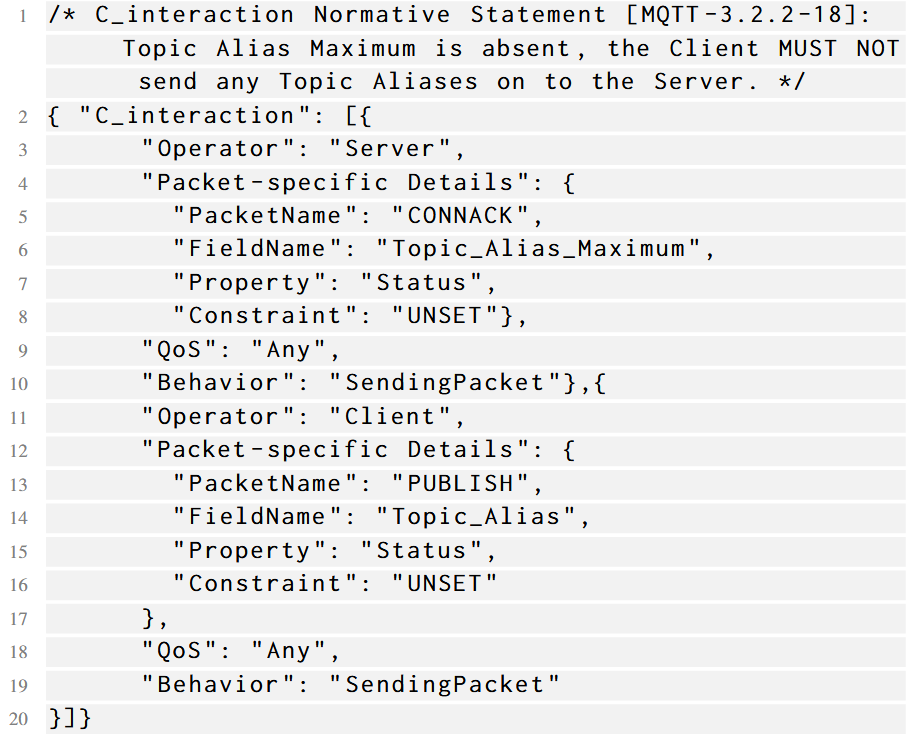 1 /* C_interaction Normative Statement [MQTT-3.2.2-18]:
Topic Alias Maximum is absent, the Client MUST NOT
send any Topic Aliases on to the Server. */
2 { "C_interaction": [{
3 "Operator": "Server",
4 "Packet-specific Details": {
5 "PacketName": "CONNACK",
6 "FieldName": "Topic_Alias_Maximum",
7 "Property": "Status",
8 "Constraint": "UNSET"},
9 "QoS": "Any",
10 "Behavior": "SendingPacket"},{
11 "Operator": "Client",
12 "Packet-specific Details": {
13 "PacketName": "PUBLISH",
14 "FieldName": "Topic_Alias",
15 "Property": "Status",
16 "Constraint": "UNSET"
17 },
18 "QoS": "Any",
19 "Behavior": "SendingPacket"
20 }]}